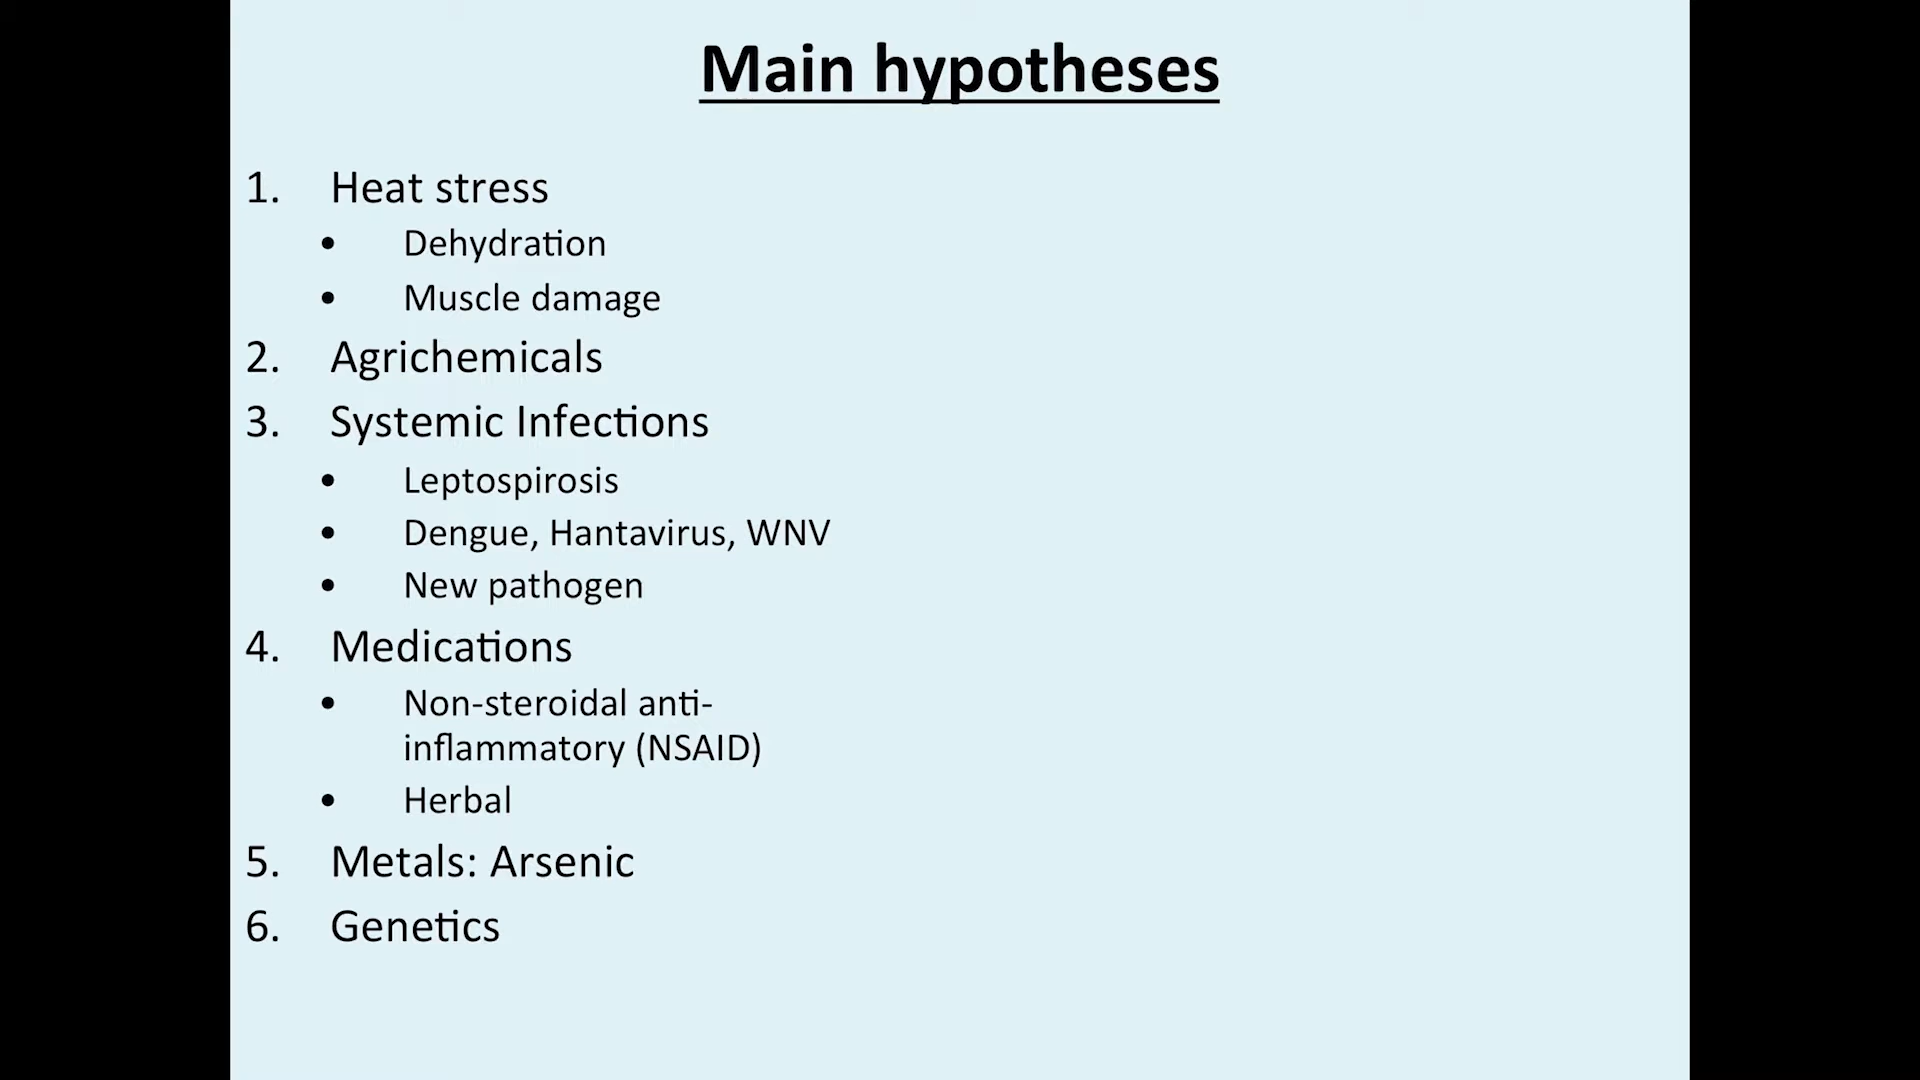 Main hypotheses
1. Heat stress
• Dehydration
• Muscle damage
2. Agrichemicals
3. Systemic Infections
• Leptospirosis
• Dengue, Hantavirus, WNV
• New pathogen
4. Medications
• Non-steroidal anti-
inflammatory (NSAID)
• Herbal
5. Metals: Arsenic
6. Genetics